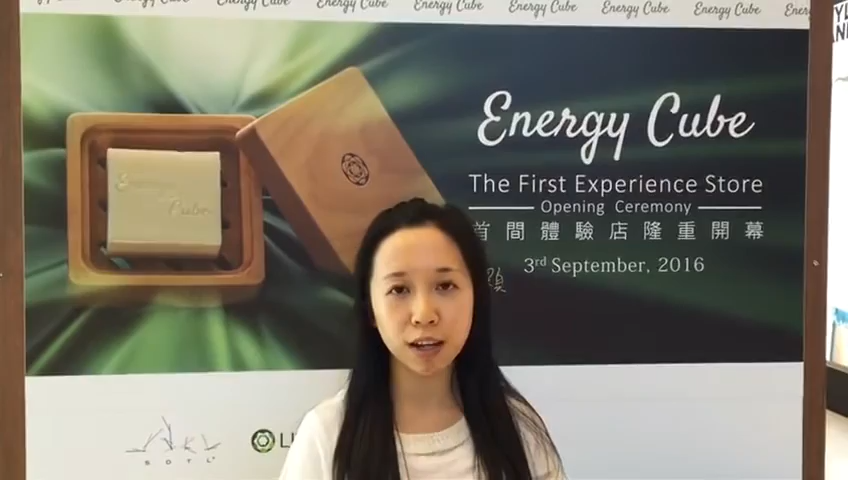 Energy Cube Energy Cube Energy Cube Energy Cube Energy Cube Energy Cube Energy Cube
Energy Cube
The First Experience Store
Opening Ceremony
首間體驗店隆重開幕
3rd September, 2016
Energy
Cube
SOTL